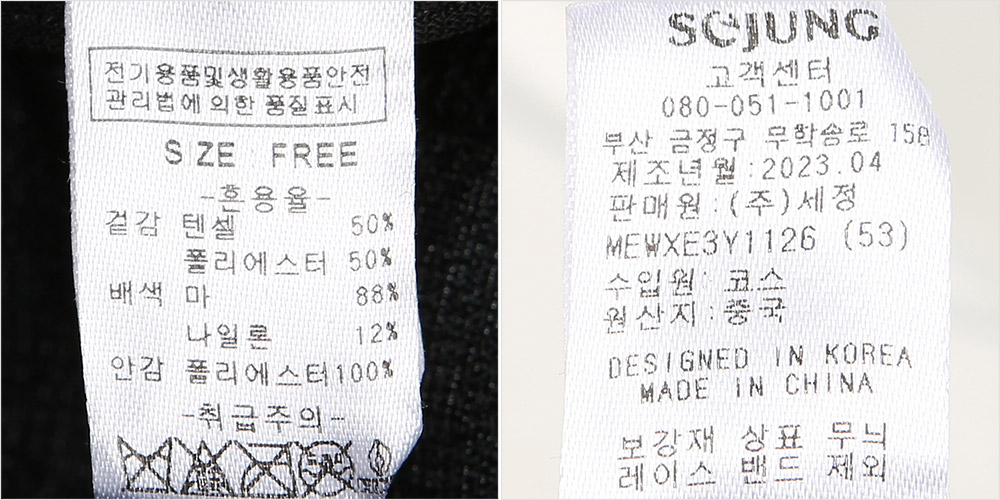 전기용품및생활용품안전
관리법에 의한 품질표시
SIZE : FREE
-혼용율-
겉감 텐셀 50%
폴리에스터 50%
배색 마 88%
나일론 12%
안감 폴리에스터100%
-취급주의-
SEJUNG
고객센터
080-051-1001
부산 금정구 무학송로 158
제조년월:2023.04
판매원:(주)세정
MEWXE3Y1126 (53)
수입원: 코스
원산지:중국
DESIGNED IN KOREA
MADE IN CHINA
보강재 상표 무늬
레이스 밴드 제외